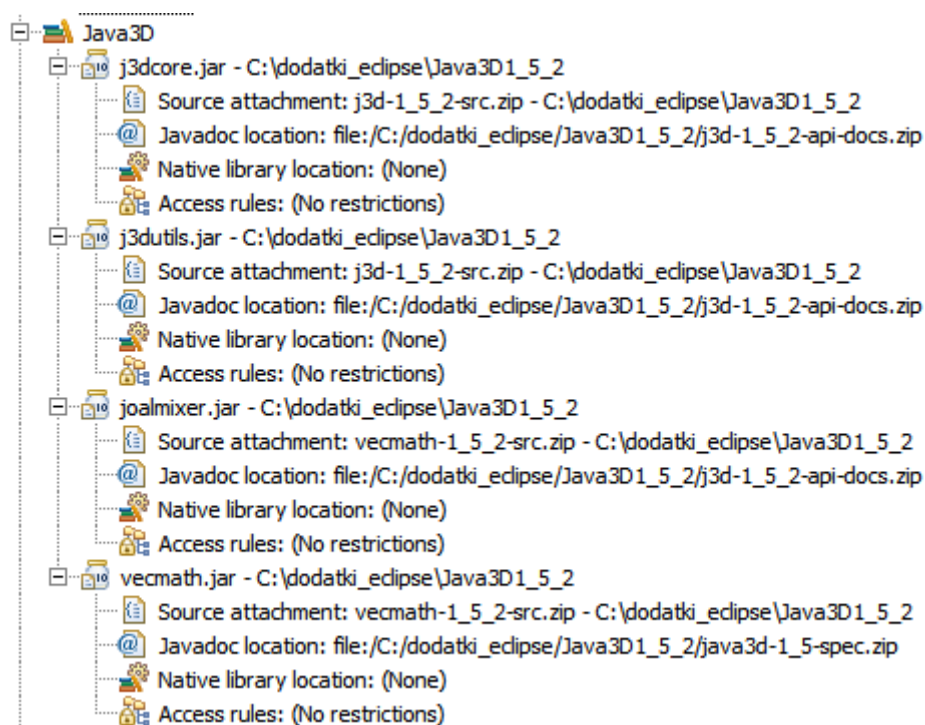 Java3D
j3dcore.jar - C:\dodatki_eclipse\Java3D1_5_2
Source attachment: j3d-1_5_2-src.zip - C:\dodatki_eclipse\Java3D1_5_2
Javadoc location: file:/C:/dodatki_eclipse/Java3D1_5_2/j3d-1_5_2-api-docs.zip
Native library location: (None)
Access rules: (No restrictions)
j3dutils.jar - C:\dodatki_eclipse\Java3D1_5_2
Source attachment: j3d-1_5_2-src.zip - C:\dodatki_eclipse\Java3D1_5_2
Javadoc location: file:/C:/dodatki_eclipse/Java3D1_5_2/j3d-1_5_2-api-docs.zip
Native library location: (None)
Access rules: (No restrictions)
joalmixer.jar - C:\dodatki_eclipse\Java3D1_5_2
Source attachment: vecmath-1_5_2-src.zip - C:\dodatki_eclipse\Java3D1_5_2
Javadoc location: file:/C:/dodatki_eclipse/Java3D1_5_2/j3d-1_5_2-api-docs.zip
Native library location: (None)
Access rules: (No restrictions)
vecmath.jar - C:\dodatki_eclipse\Java3D1_5_2
Source attachment: vecmath-1_5_2-src.zip - C:\dodatki_eclipse\Java3D1_5_2
Javadoc location: file:/C:/dodatki_eclipse/Java3D1_5_2/java3d-1_5-spec.zip
Native library location: (None)
Access rules: (No restrictions)